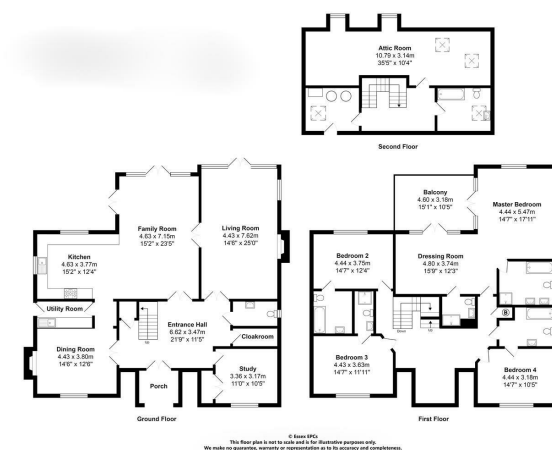 Attic Room
10.79 x 3.14m
35'5" x 10'4"
Second Floor
Family Room
4.63 x 7.15m
15'2" x 23'5"
Living Room
4.43 x 7.62m
14'6" x 25'0"
Kitchen
4.63 x 3.77m
15'2" x 12'4"
Utility Room
Entrance Hall
6.62 x 3.47m
21'9" x 11'5"
Cloakroom
Dining Room
4.43 x 3.80m
14'6" x 12'6"
Study
3.36 x 3.17m
11'0" x 10'5"
Porch
Ground Floor
Balcony
4.60 x 3.18m
15'1" x 10'5"
Master Bedroom
4.44 x 5.47m
14'7" x 17'11"
Bedroom 2
4.44 x 3.75m
14'7" x 12'4"
Dressing Room
4.80 x 3.74m
15'9" x 12'3"
B
Bedroom 3
4.43 x 3.63m
14'7" x 11'11"
Bedroom 4
4.44 x 3.18m
14'7" x 10'5"
First Floor
© Essex EPCs
This floor plan is not to scale and is for illustrative purposes only.
We make no guarantee, warranty or representation as to its accuracy and completeness.